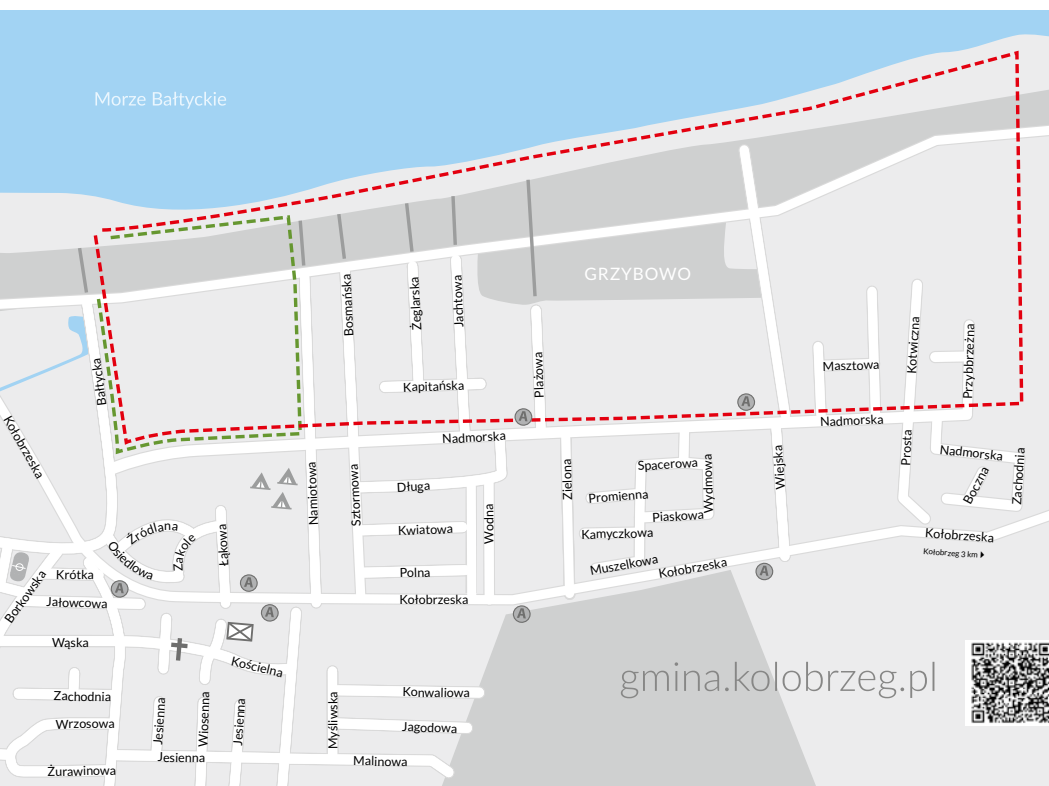 Morze Bałtyckie
GRZYBOWO
Bosmańska
Żeglarska
Jachtowa
Bałtycka
Kapitańska
Plażowa
Masztowa
Kotwiczna
Przybbrzeżna
A
A
Nadmorska
Nadmorska
Kołobrzeska
Namiotowa
Sztormowa
Długa
Wodna
Zielona
Spacerowa
Wydmowa
Promienna
Piaskowa
Kamyczkowa
Muszelkowa
Wiejska
Prosta
Nadmorska
Boczna
Zachodnia
Kołobrzeska
Kołobrzeg 3 km
Kwiatowa
Źródlana
Osiedlowa
Zakole
Łąkowa
Polna
Kołobrzeska
Kołobrzeska
Krótka
Borkowska
Jałowcowa
A
A
A
A
A
Wąska
Kościelna
Zachodnia
Wrzosowa
Żurawinowa
Jesienna
Wiosenna
Jesienna
Jesienna
Myśliwska
Konwaliowa
Jagodowa
Malinowa
gmina.kolobrzeg.pl